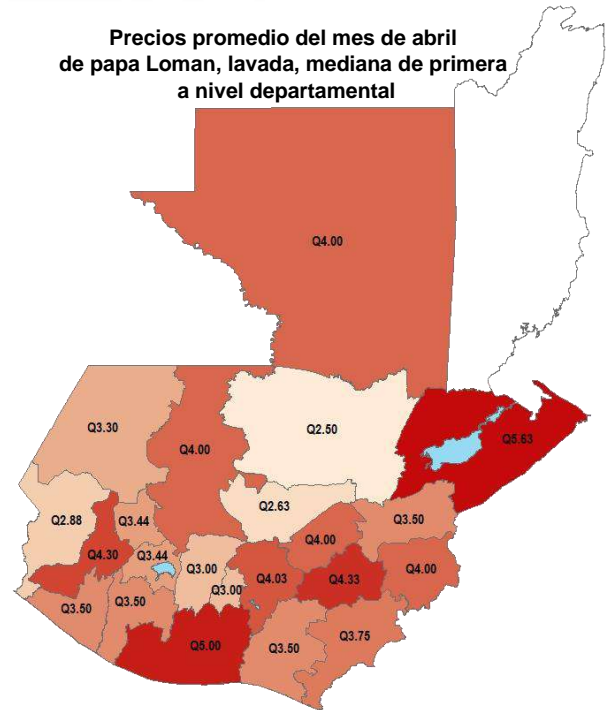 Precios promedio del mes de abril
de papa Loman, lavada, mediana de primera
a nivel departamental
Q4.00
Q3.30
Q4.00
Q2.50
Q5.63
Q2.88
Q3.44
Q2.63
Q3.50
Q4.30
Q3.44
Q4.00
Q3.00
Q3.00
Q4.03
Q4.33
Q4.00
Q3.50
Q3.50
Q5.00
Q3.50
Q3.75